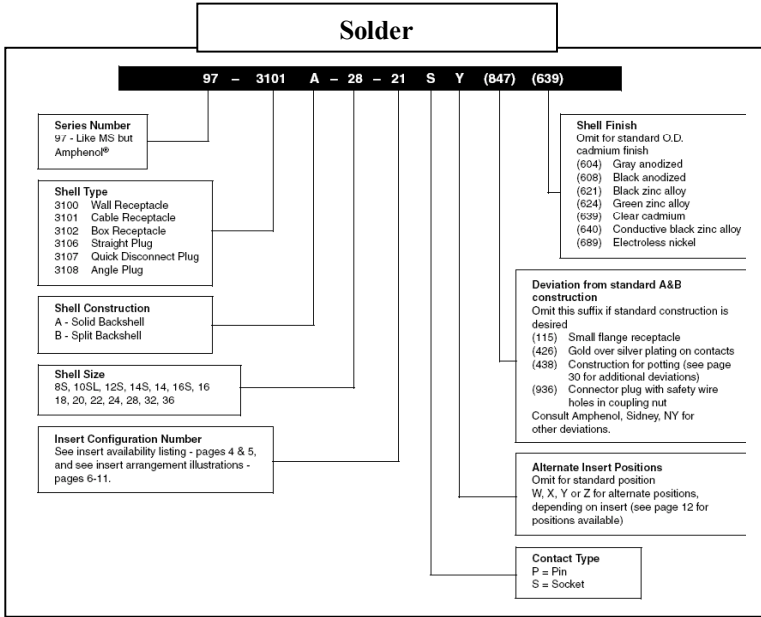 Solder
97 – 3101 A – 28 – 21 S Y (847) (639)
Series Number
97 - Like MS but
Amphenol®
Shell Type
3100 Wall Receptacle
3101 Cable Receptacle
3102 Box Receptacle
3106 Straight Plug
3107 Quick Disconnect Plug
3108 Angle Plug
Shell Construction
A - Solid Backshell
B - Split Backshell
Shell Size
8S, 10SL, 12S, 14S, 14, 16S, 16
18, 20, 22, 24, 28, 32, 36
Insert Configuration Number
See insert availability listing - pages 4 & 5,
and see insert arrangement illustrations -
pages 6-11.
Shell Finish
Omit for standard O.D.
cadmium finish
(604) Gray anodized
(608) Black anodized
(621) Black zinc alloy
(624) Green zinc alloy
(639) Clear cadmium
(640) Conductive black zinc alloy
(689) Electroless nickel
Deviation from standard A&B
construction
Omit this suffix if standard construction is
desired
(115) Small flange receptacle
(426) Gold over silver plating on contacts
(438) Construction for potting (see page
30 for additional deviations)
(936) Connector plug with safety wire
holes in coupling nut
Consult Amphenol, Sidney, NY for
other deviations.
Alternate Insert Positions
Omit for standard position
W, X, Y or Z for alternate positions,
depending on insert (see page 12 for
positions available)
Contact Type
P = Pin
S = Socket